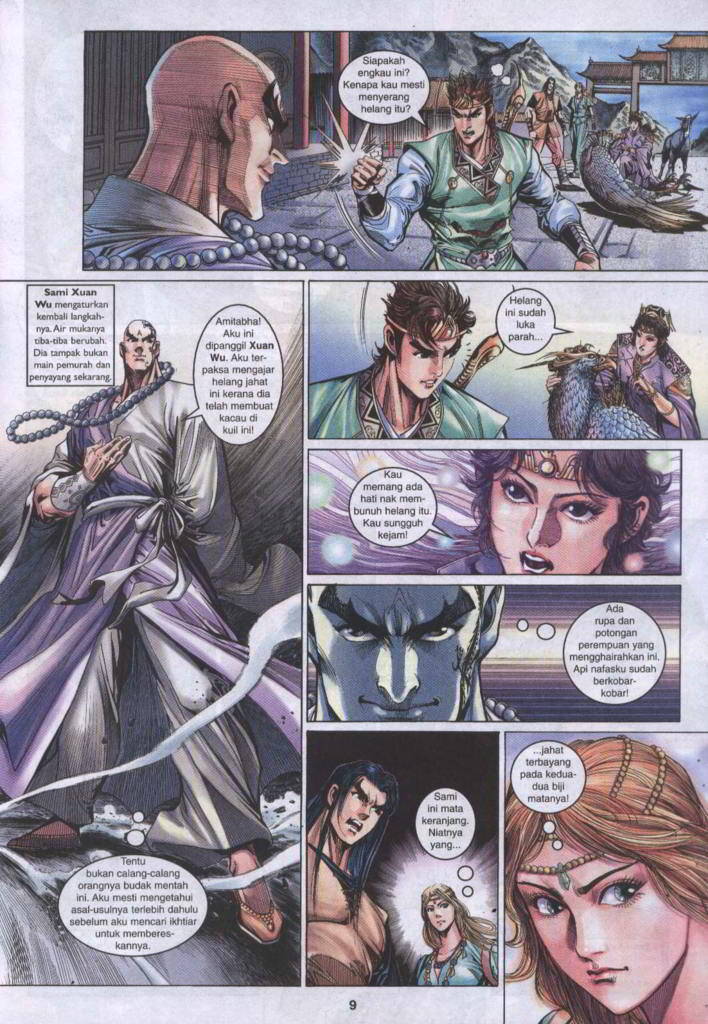 Siapakah
engkau ini?
Kenapa kau mesti
menyerang
helang itu?
Sami Xuan
Wu mengaturkan
kembali langkah-
nya. Air mukanya
tiba-tiba berubah.
Dia tampak bukan
main pemurah dan
penyayang sekarang.
Amitabha!
Aku ini
dipanggil Xuan
Wu. Aku ter-
paksa mengajar
helang jahat
ini kerana dia
telah membuat
kacau di
kuil ini!
Helang
ini sudah
luka
parah...
Kau
memang ada
hati nak mem-
bunuh helang itu.
Kau sungguh
kejam!
Ada
rupa dan
potongan
perempuan yang
mengghairahkan ini.
Api nafasku sudah
berkobar-
kobar!
Tentu
bukan calang-calang
orangnya budak mentah
ini. Aku mesti mengetahui
asal-usulnya terlebih dahulu
sebelum aku mencari ikhtiar
untuk memberes-
kannya.
Sami
ini mata
keranjang.
Niatnya
yang...
...jahat
terbayang
pada kedua-
dua biji
matanya!
9